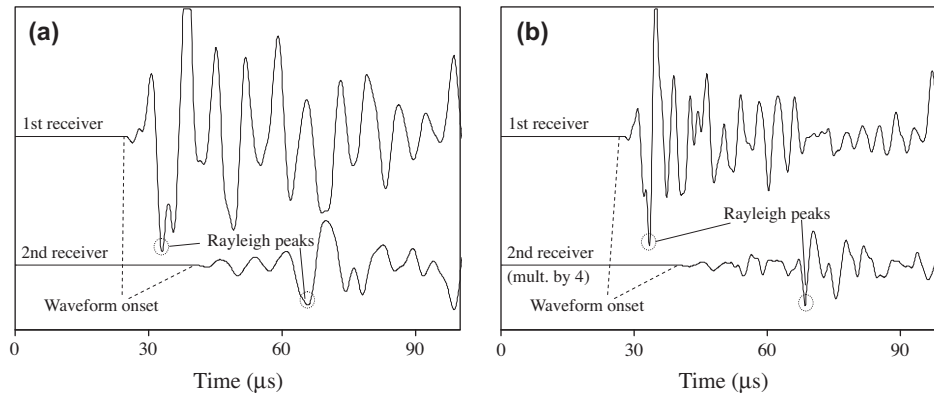 (a)
1st receiver
Rayleigh peaks
2nd receiver
Waveform onset
0 30 60 90
Time (μs)
(b)
1st receiver
Rayleigh peaks
2nd receiver
(mult. by 4)
Waveform onset
0 30 60 90
Time (μs)